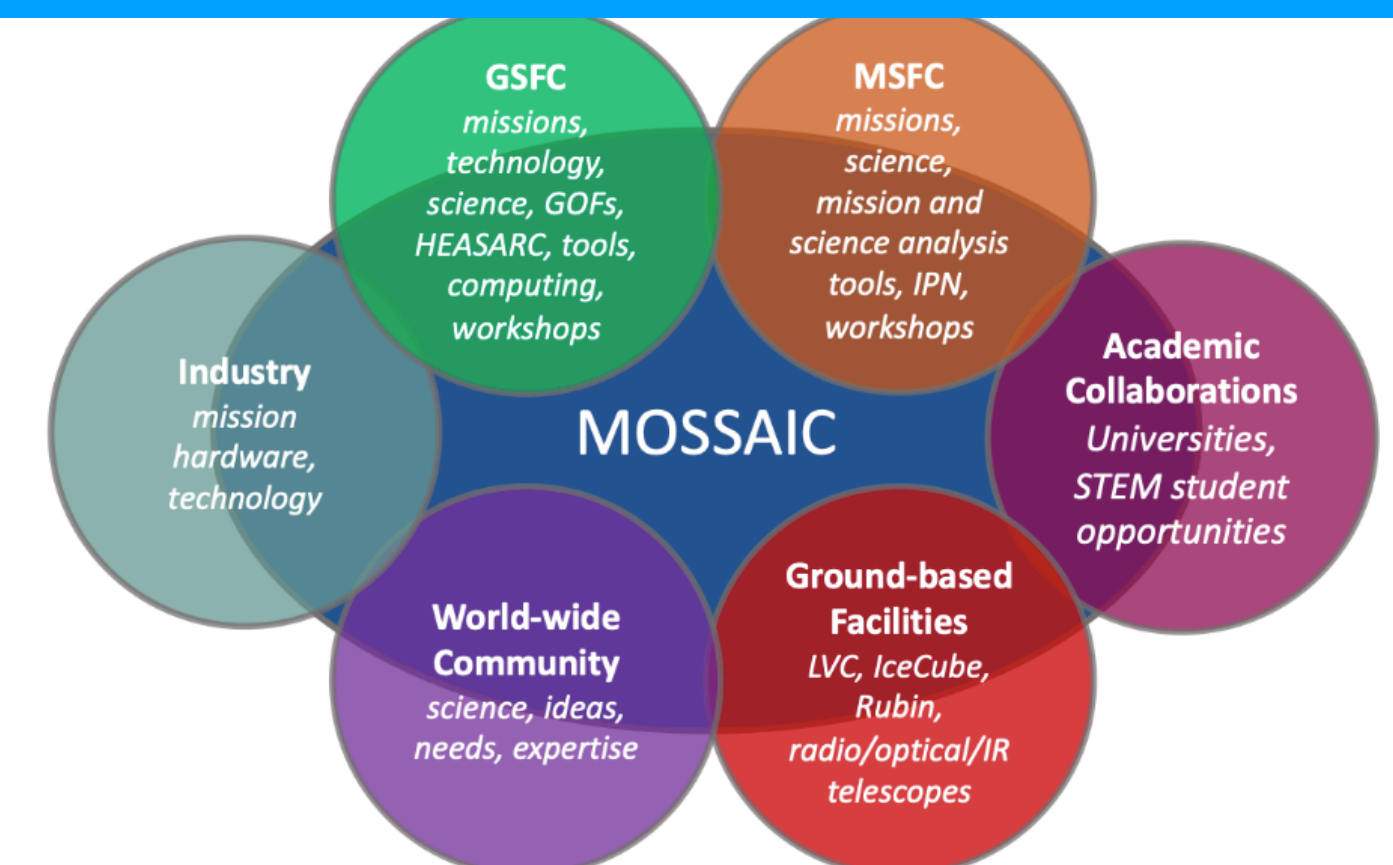 GSFC
missions,
technology,
science, GOFs,
HEASARC, tools,
computing,
workshops
MSFC
missions,
science,
mission and
science analysis
tools, IPN,
workshops
Industry
mission
hardware,
technology
MOSSAIC
Academic
Collaborations
Universities,
STEM student
opportunities
World-wide
Community
science, ideas,
needs, expertise
Ground-based
Facilities
LVC, IceCube,
Rubin,
radio/optical/IR
telescopes